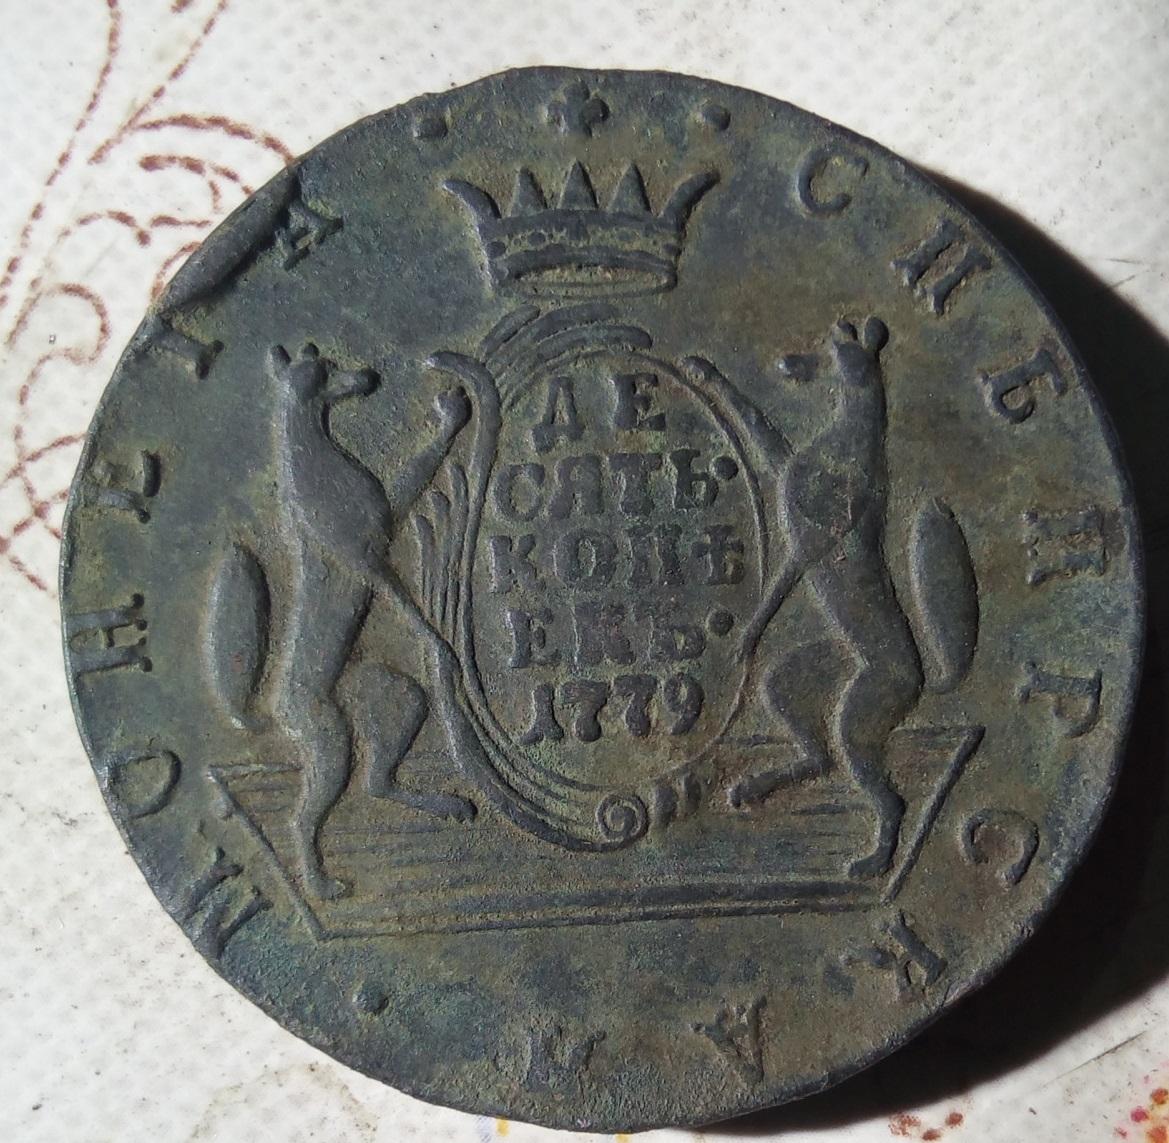 СИБИРСКАЯ МОНЕТА
ДЕ
СЯТЬ·
КОПѢ
ЕКЪ·
1779